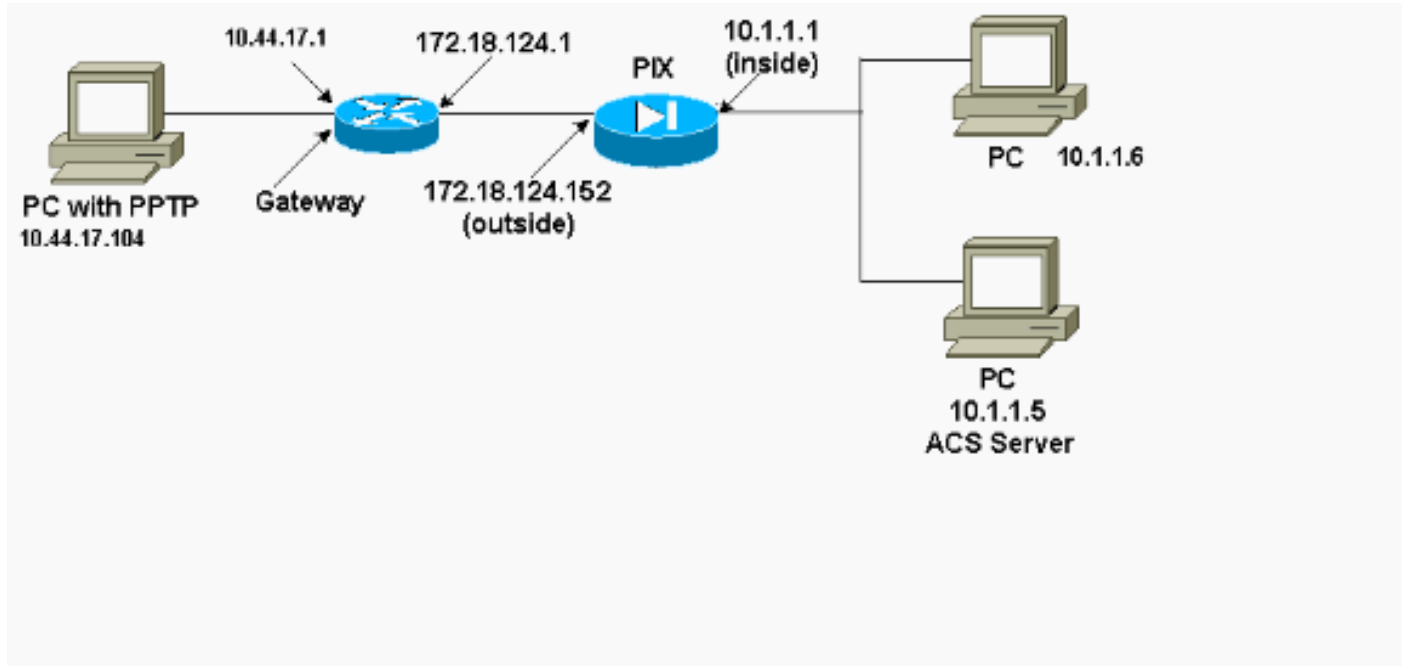 10.44.17.1
172.18.124.1
PIX
10.1.1.1
(inside)
PC with PPTP
10.44.17.104
Gateway
172.18.124.152
(outside)
PC 10.1.1.6
PC
10.1.1.5
ACS Server